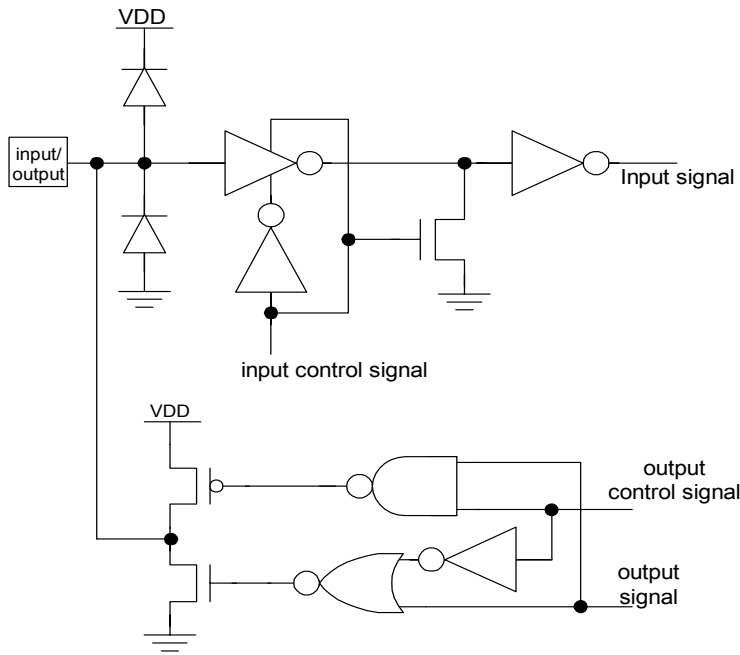 VDD
input/
output
Input signal
input control signal
VDD
output
control signal
output
signal